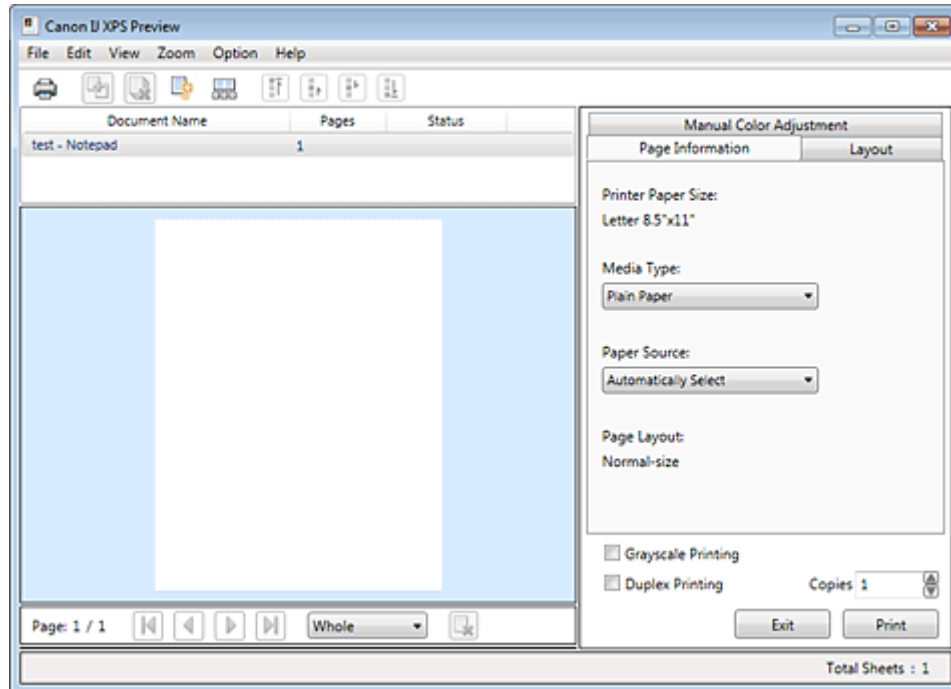 Canon IJ XPS Preview
File Edit View Zoom Option Help
Document Name Pages Status
test - Notepad 1
Manual Color Adjustment
Page Information Layout
Printer Paper Size:
Letter 8.5"x11"
Media Type:
Plain Paper
Paper Source:
Automatically Select
Page Layout:
Normal-size
Grayscale Printing
Duplex Printing
Copies 1
Page: 1 / 1
Whole
Exit Print
Total Sheets : 1